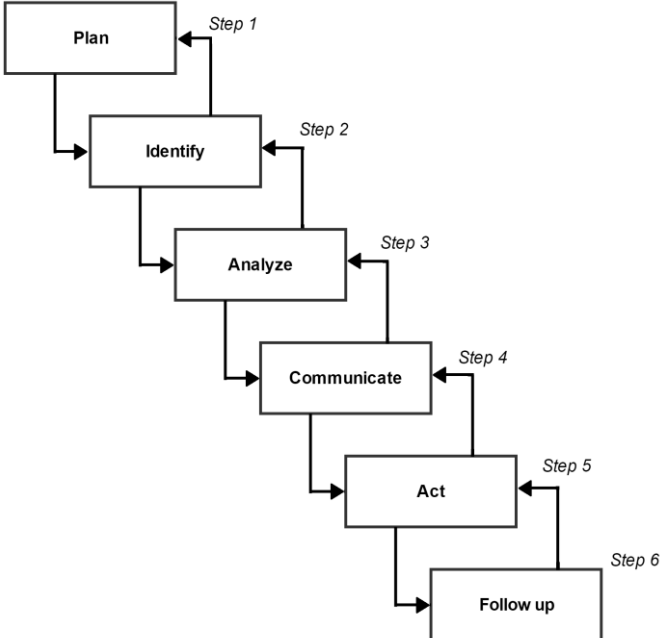 Plan
Step 1
Identify
Step 2
Analyze
Step 3
Communicate
Step 4
Act
Step 5
Follow up
Step 6